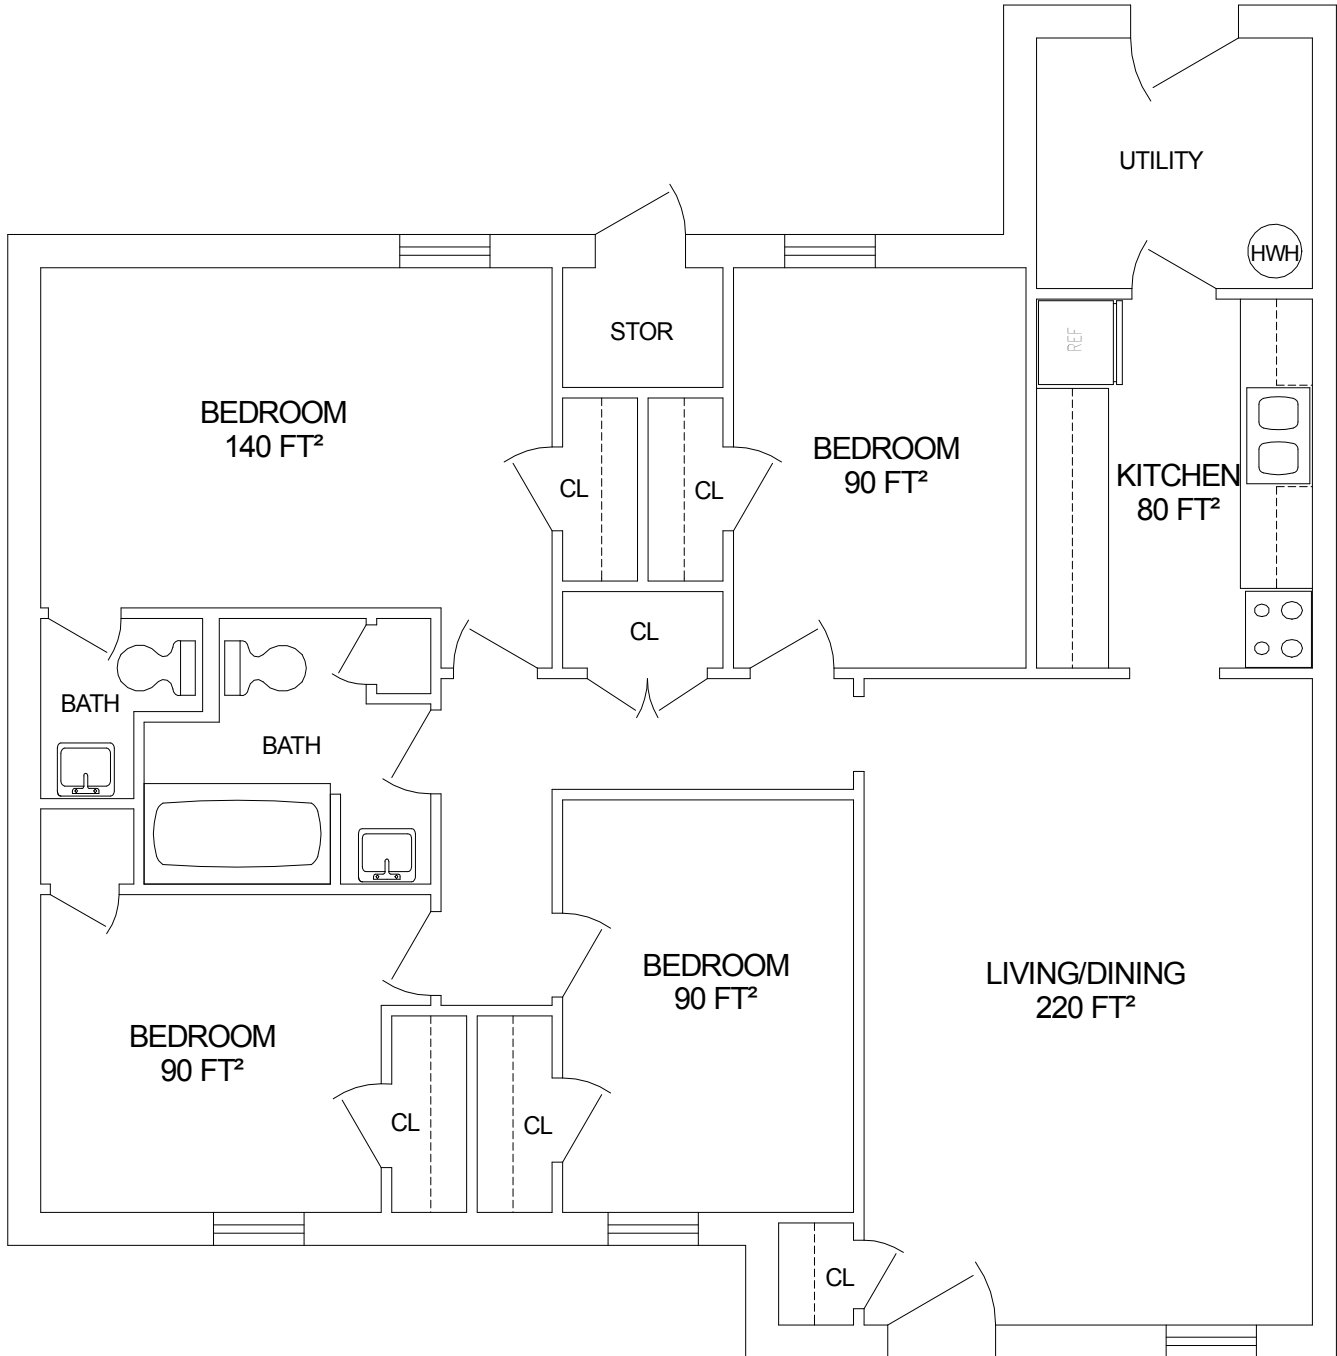 UTILITY
HWH
STOR
REF
BEDROOM
140 FT²
BEDROOM
90 FT²
KITCHEN
80 FT²
CL
CL
CL
BATH
BATH
BEDROOM
90 FT²
LIVING/DINING
220 FT²
BEDROOM
90 FT²
CL
CL
CL